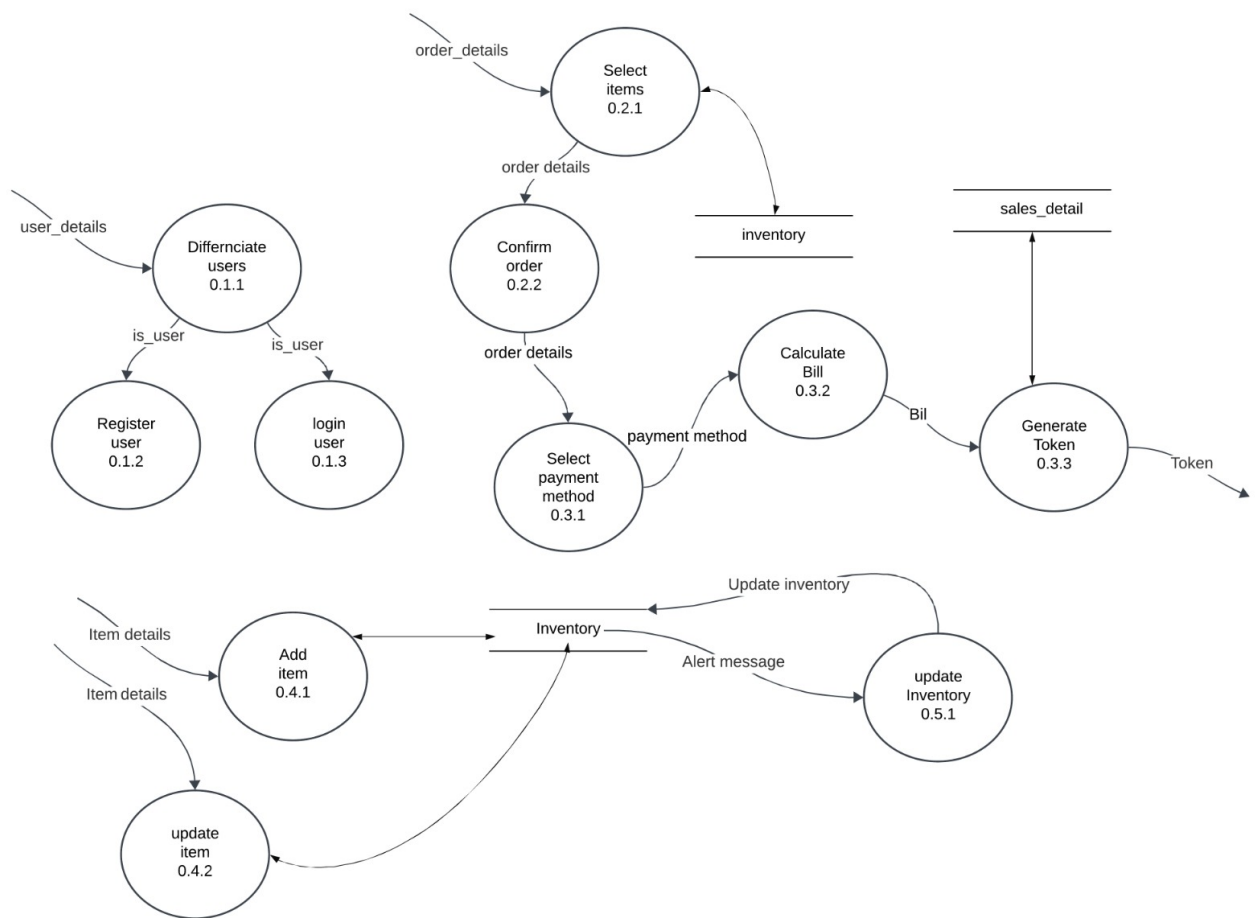 order_details
Select
items
0.2.1
order details
user_details
Differnciate
users
0.1.1
Confirm
order
0.2.2
inventory
sales_detail
is_user
is_user
order details
Calculate
Bill
0.3.2
Register
user
0.1.2
login
user
0.1.3
Select
payment
method
0.3.1
payment method
Bil
Generate
Token
0.3.3
Token
Item details
Item details
Add
item
0.4.1
Inventory
Update inventory
Alert message
update
Inventory
0.5.1
update
item
0.4.2